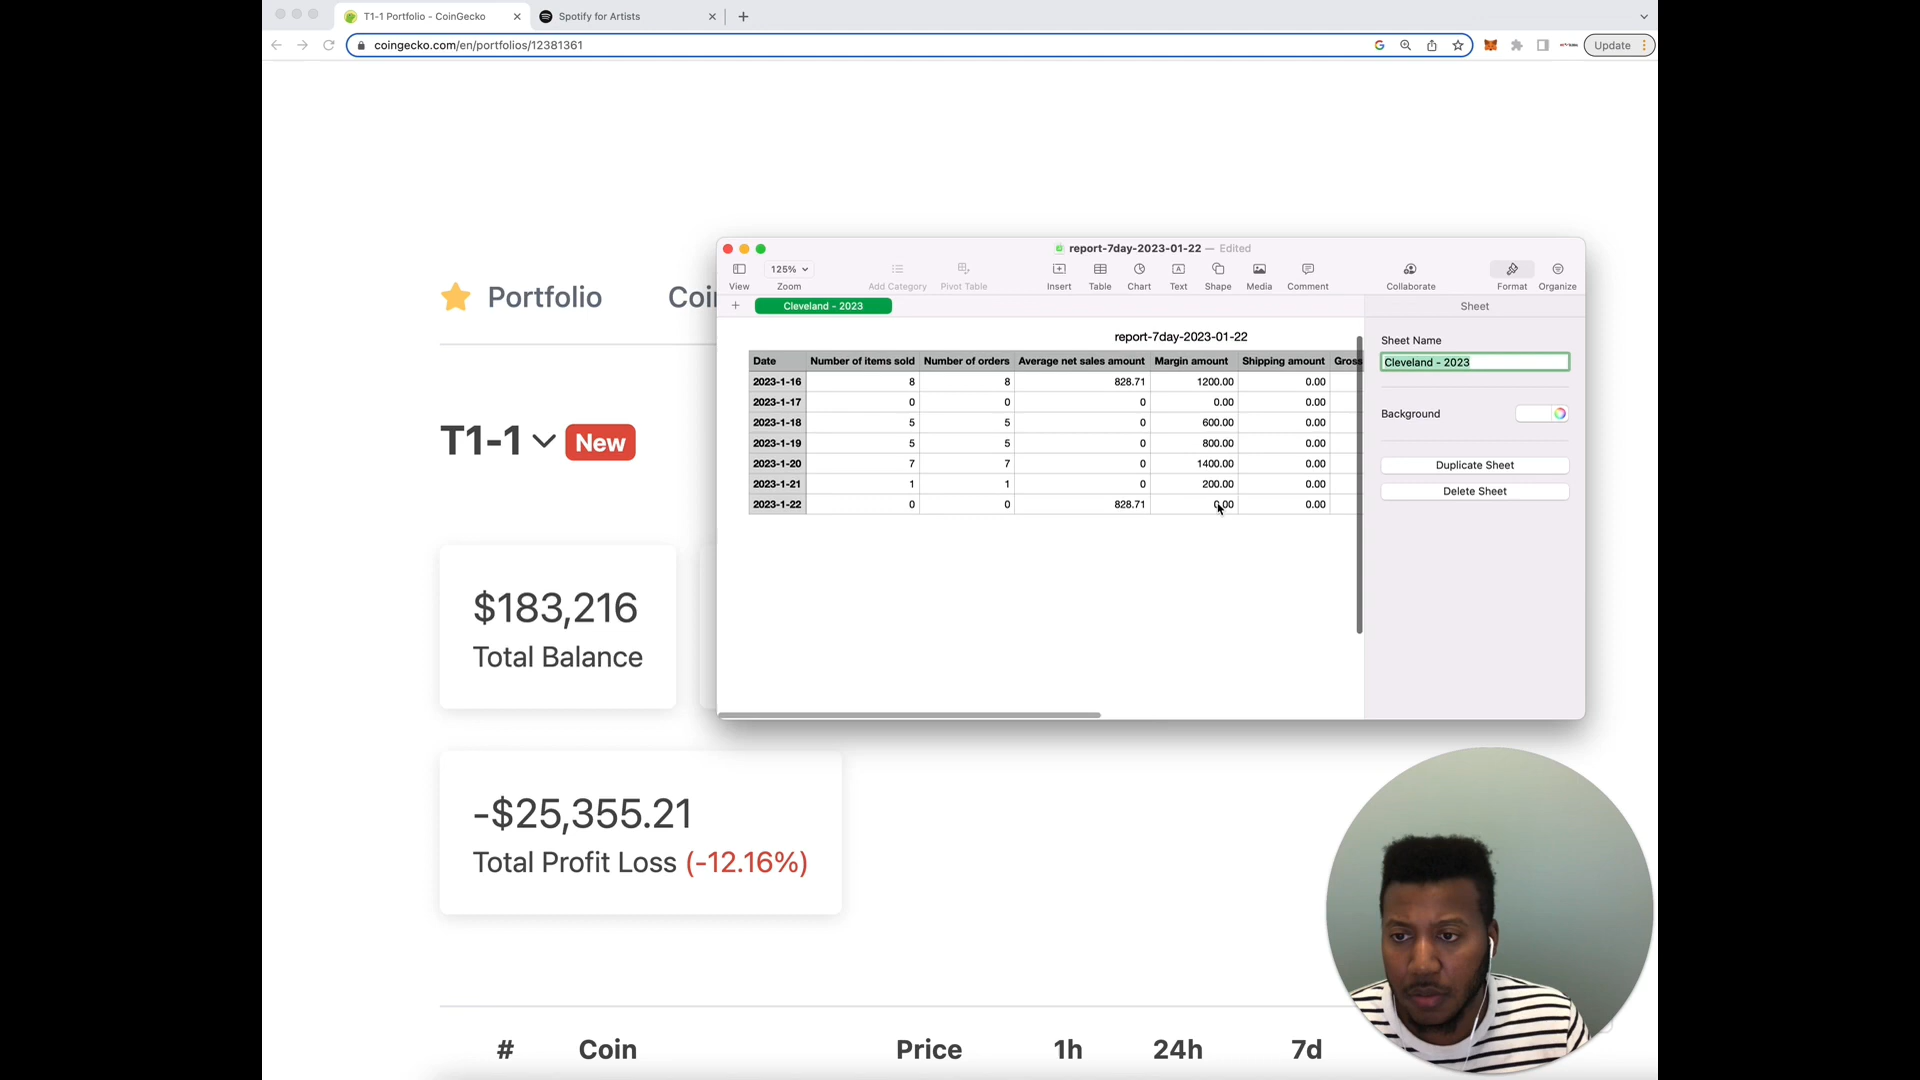 T1-1 Portfolio - CoinGecko
Spotify for Artists
coingecko.com/en/portfolios/12381361
Update
Portfolio
Coi
T1-1 New
$183,216
Total Balance
-$25,355.21
Total Profit Loss (-12.16%)
# Coin Price 1h 24h 7d
report-7day-2023-01-22 — Edited
125%
View Zoom Add Category Pivot Table Insert Table Chart Text Shape Media Comment Collaborate Format Organize
Cleveland - 2023
Sheet
report-7day-2023-01-22
Date Number of items sold Number of orders Average net sales amount Margin amount Shipping amount Gross
2023-1-16 8 8 828.71 1200.00 0.00
2023-1-17 0 0 0 0.00 0.00
2023-1-18 5 5 0 600.00 0.00
2023-1-19 5 5 0 800.00 0.00
2023-1-20 7 7 0 1400.00 0.00
2023-1-21 1 1 0 200.00 0.00
2023-1-22 0 0 828.71 0.00 0.00
Sheet Name
Cleveland - 2023
Background
Duplicate Sheet
Delete Sheet